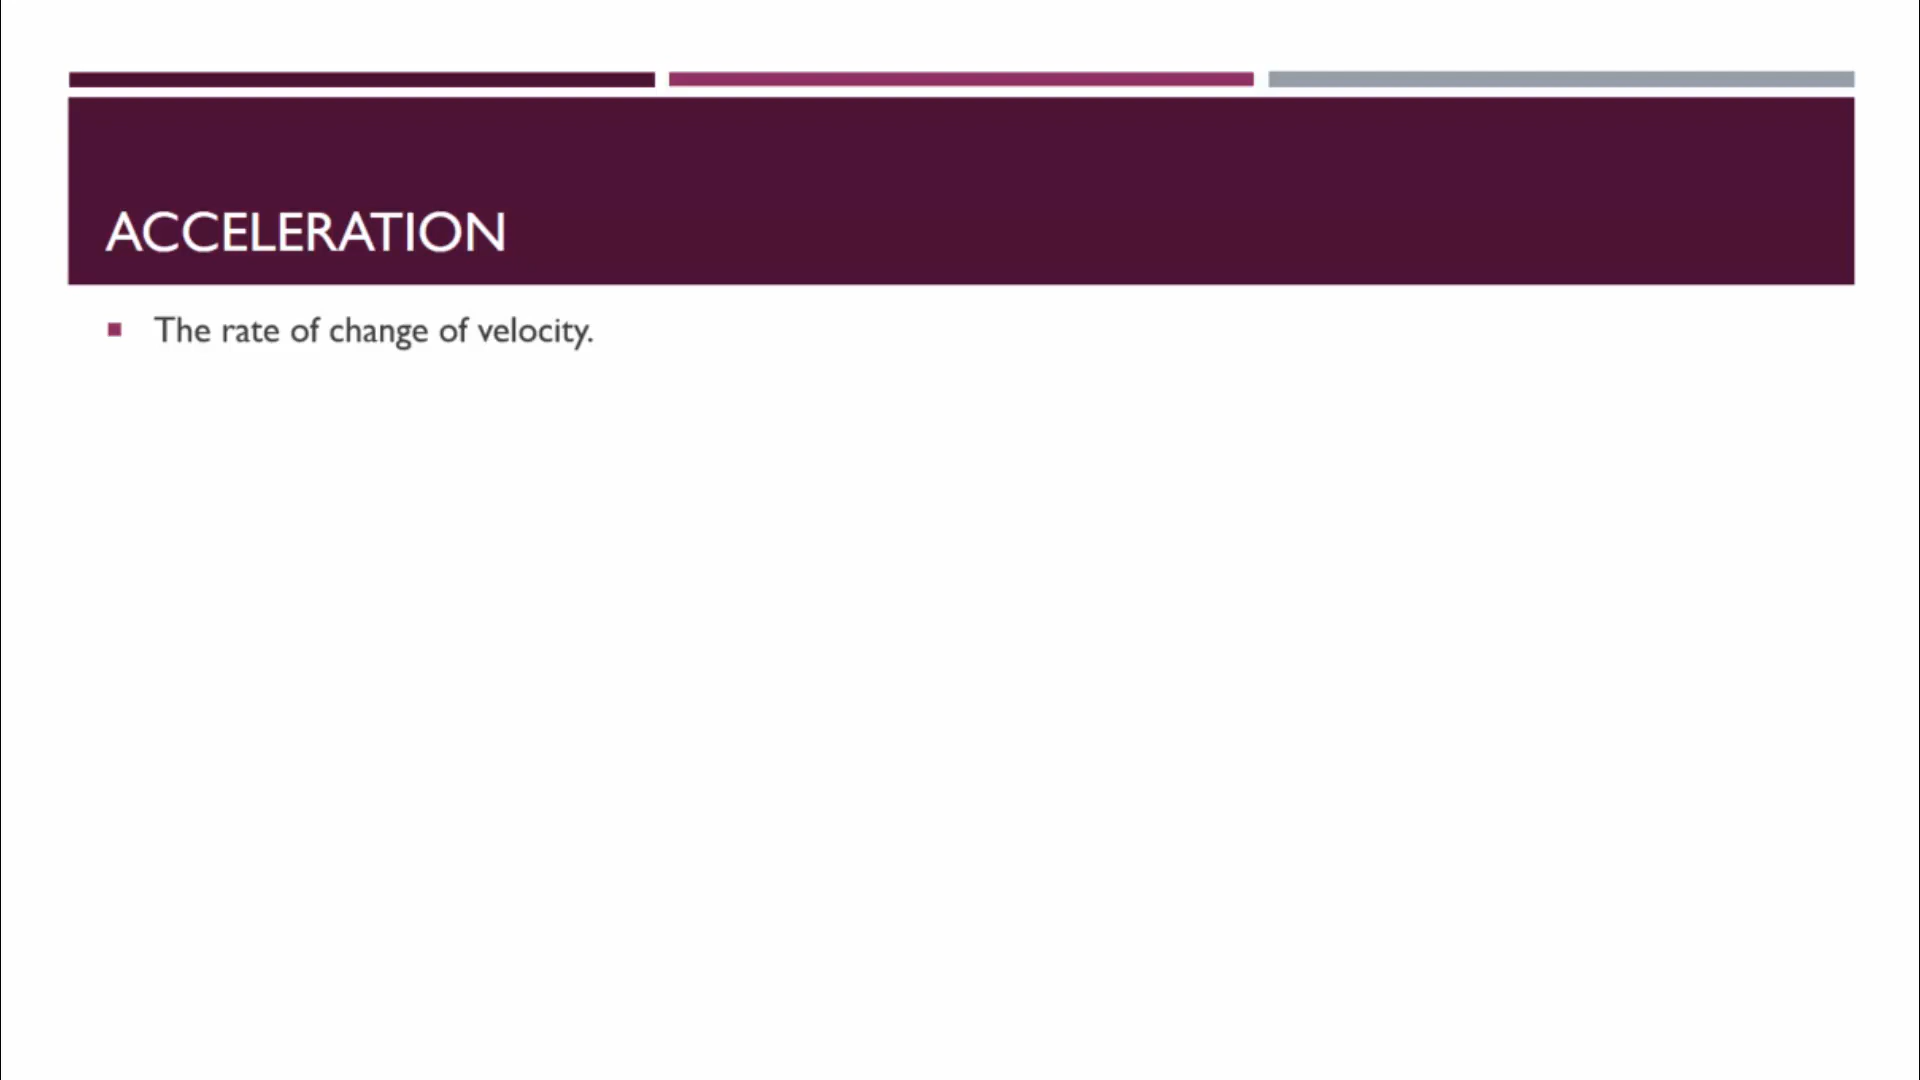 ACCELERATION
The rate of change of velocity.